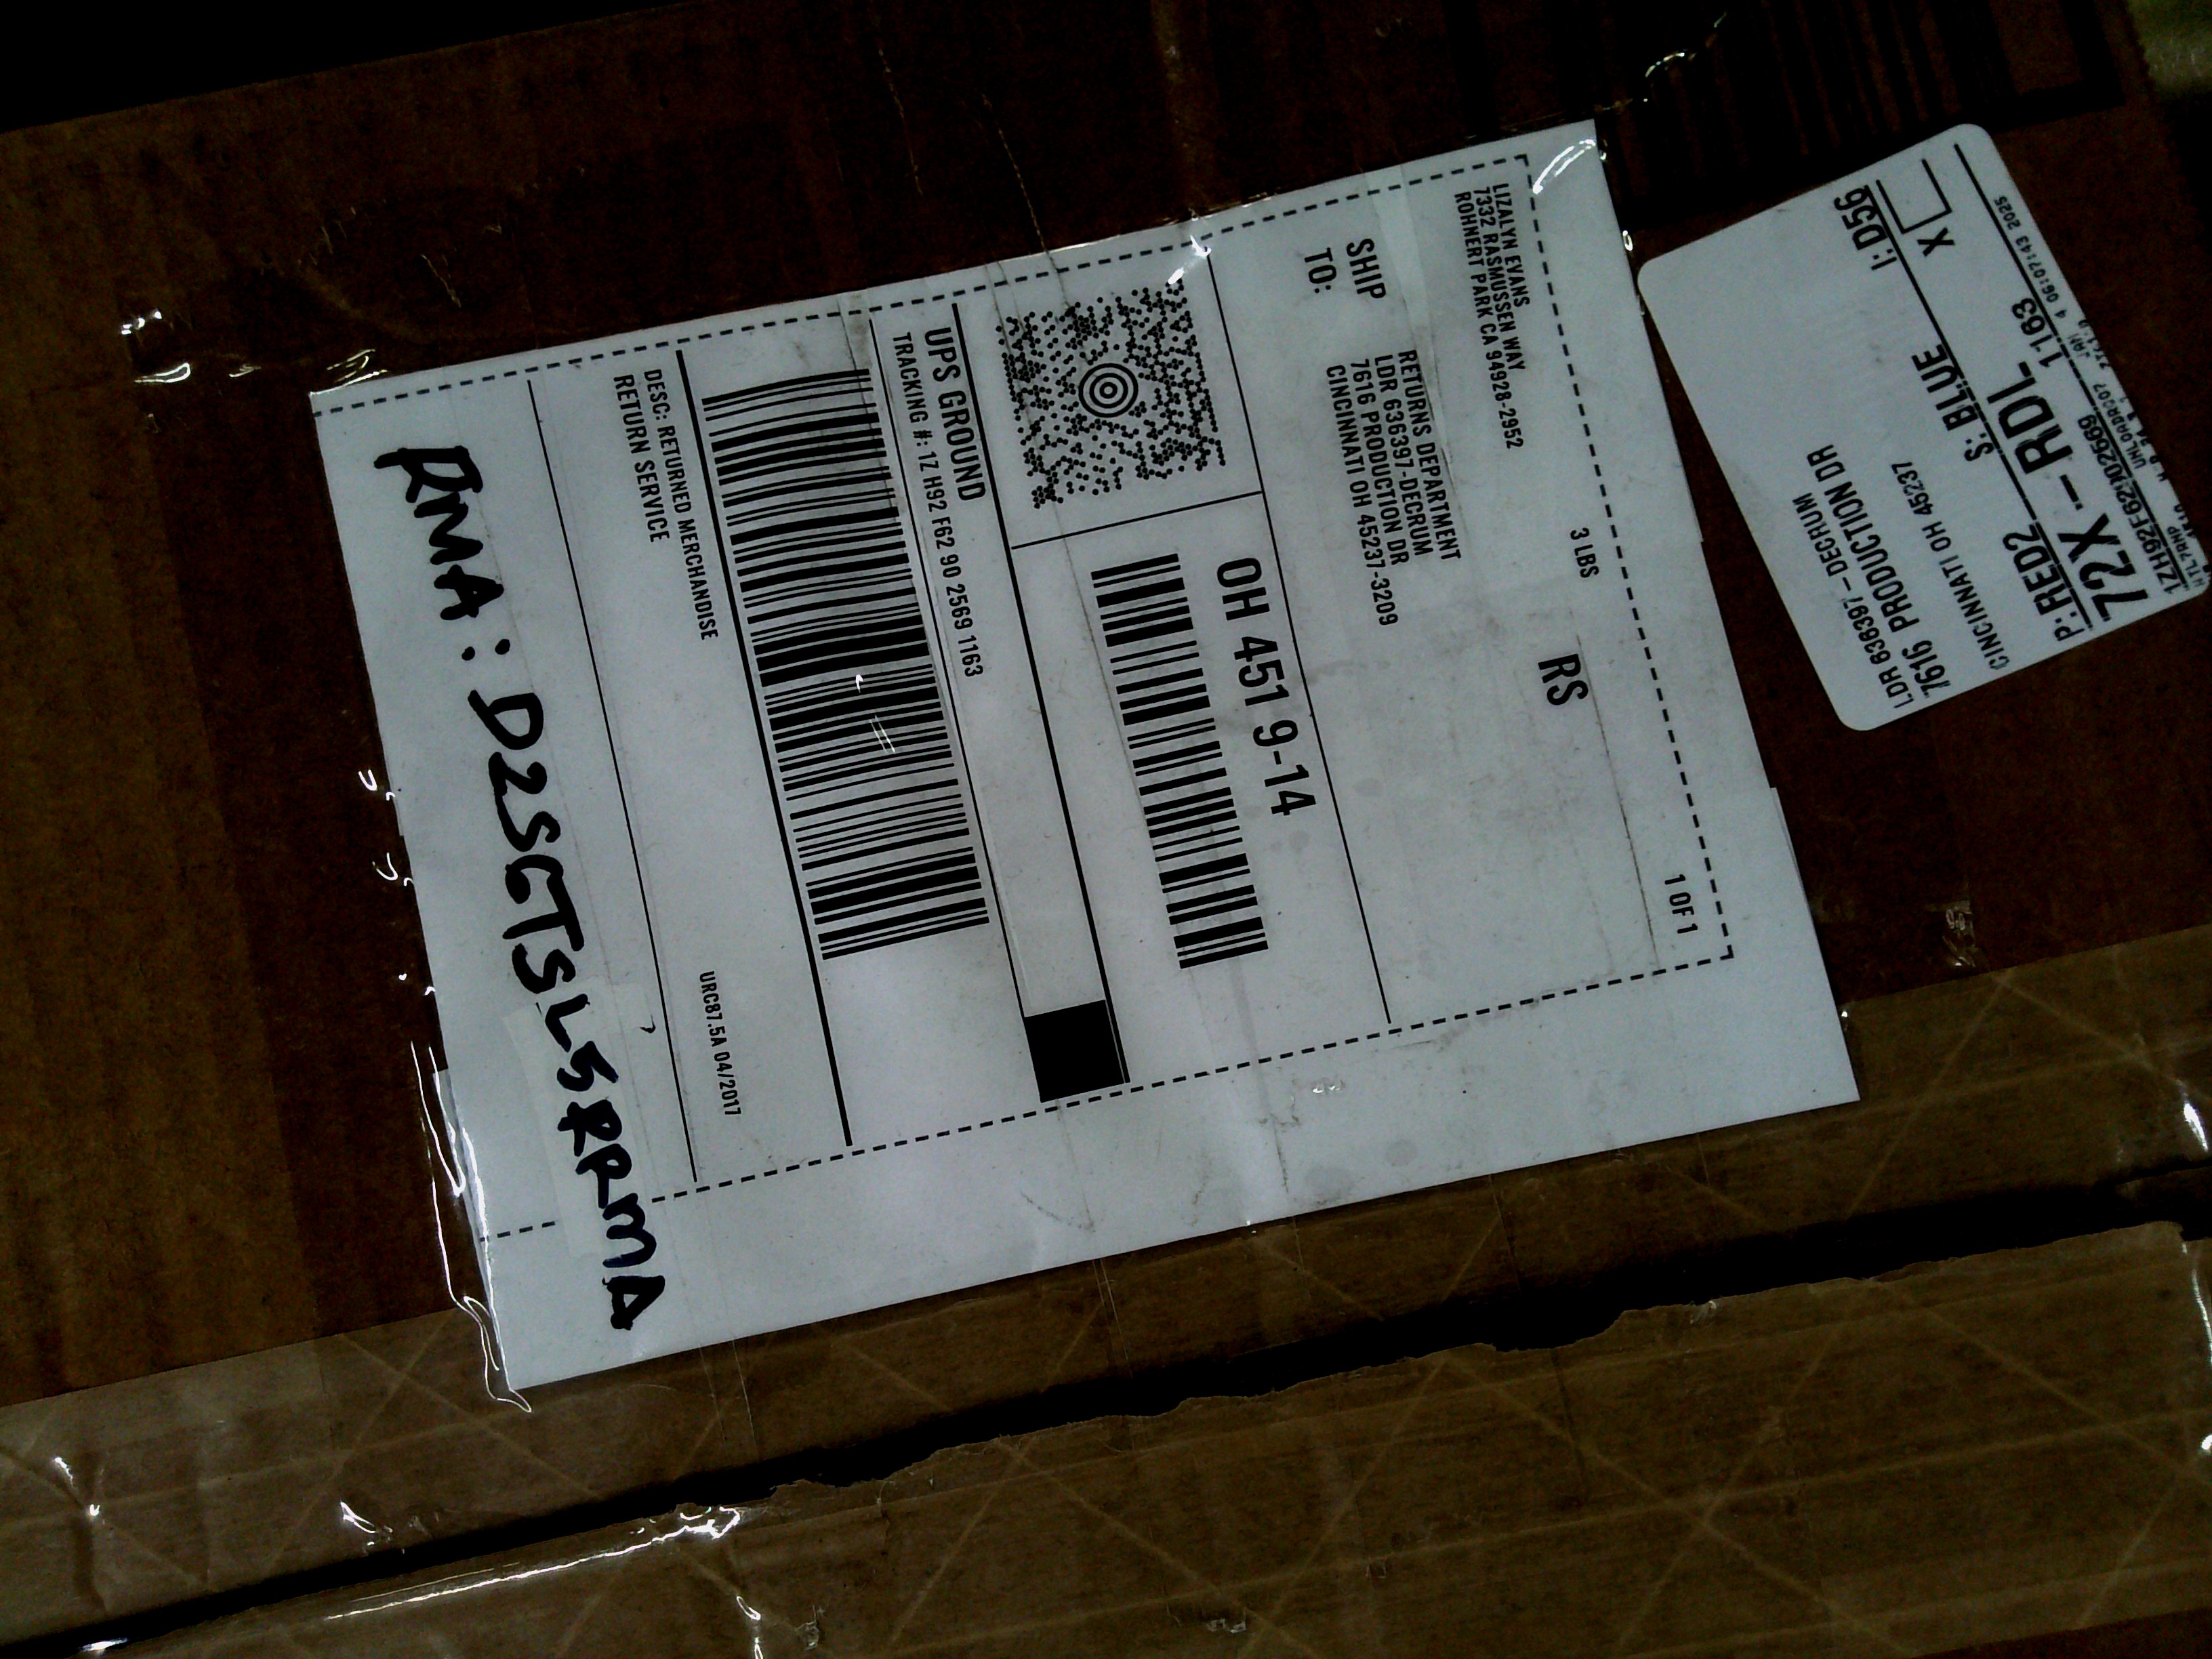 LIZALYN EVANS
7332 RASMUSSEN WAY
ROHNERT PARK CA 94928-2952
3 LBS
RS
1 OF 1
SHIP
TO:
RETURNS DEPARTMENT
LDR 636397-DECRUM
7616 PRODUCTION DR
CINCINNATI OH 45237-3209
OH 451 9-14
UPS GROUND
TRACKING #: 1Z H92 F62 90 2569 1163
DESC: RETURNED MERCHANDISE
RETURN SERVICE
URC87.5A 04/2017
RMA: D2SGTSLSRRMA
LDR 636397 - DECRUM
7616 PRODUCTION DR
CINCINNATI OH 45237
P: RED2 S: BLUE I: D56
72X -- RDL 1163
X